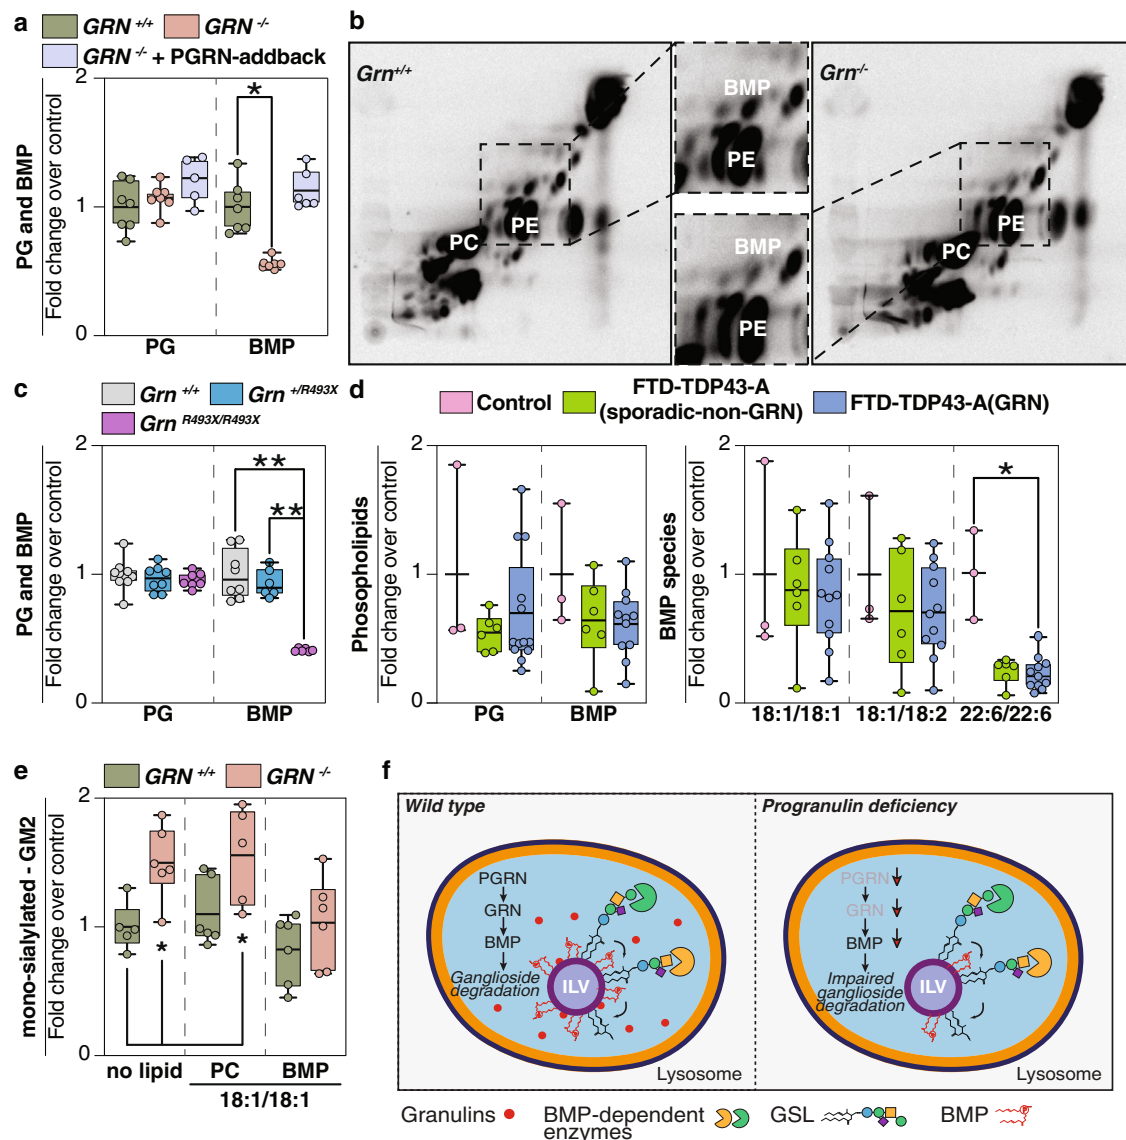 a
GRN +/+
GRN -/-
GRN -/- + PGRN-addback
PG and BMP
Fold change over control
2
1
0
PG
BMP
*
b
Grn+/+
BMP
PE
PC
PE
BMP
PE
Grn-/-
PC
PE
c
Grn +/+
Grn +/R493X
Grn R493X/R493X
PG and BMP
Fold change over control
2
1
0
**
**
PG
BMP
d
Control
FTD-TDP43-A
(sporadic-non-GRN)
FTD-TDP43-A(GRN)
Phosopholipids
Fold change over control
2
1
0
PG
BMP
BMP species
Fold change over control
2
1
0
*
18:1/18:1
18:1/18:2
22:6/22:6
e
GRN +/+
GRN -/-
mono-sialylated - GM2
Fold change over control
2
1
0
*
*
no lipid
PC
BMP
18:1/18:1
f
Wild type
PGRN
GRN
BMP
Ganglioside
degradation
ILV
Lysosome
Progranulin deficiency
PGRN
GRN
BMP
Impaired
ganglioside
degradation
ILV
Lysosome
Granulins
BMP-dependent
enzymes
GSL
BMP